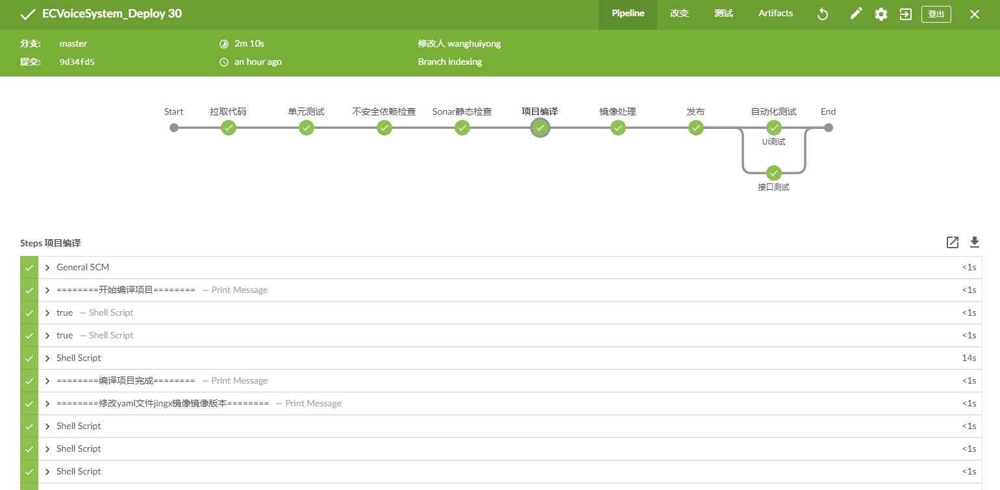 ECVoiceSystem_Deploy 30 Pipeline 改变 测试 Artifacts 登出
分支: master 2m 10s 修改人 wanghuiyong
提交: 9d34fd5 an hour ago Branch indexing
Start 拉取代码 单元测试 不安全依赖检查 Sonar静态检查 项目编译 镜像处理 发布 自动化测试 End
UI测试
接口测试
Steps 项目编译
General SCM <1s
========开始编译项目======== — Print Message <1s
true — Shell Script <1s
true — Shell Script <1s
Shell Script 14s
========编译项目完成======== — Print Message <1s
========修改yaml文件jingx镜像镜像版本======== — Print Message <1s
Shell Script <1s
Shell Script <1s
Shell Script <1s